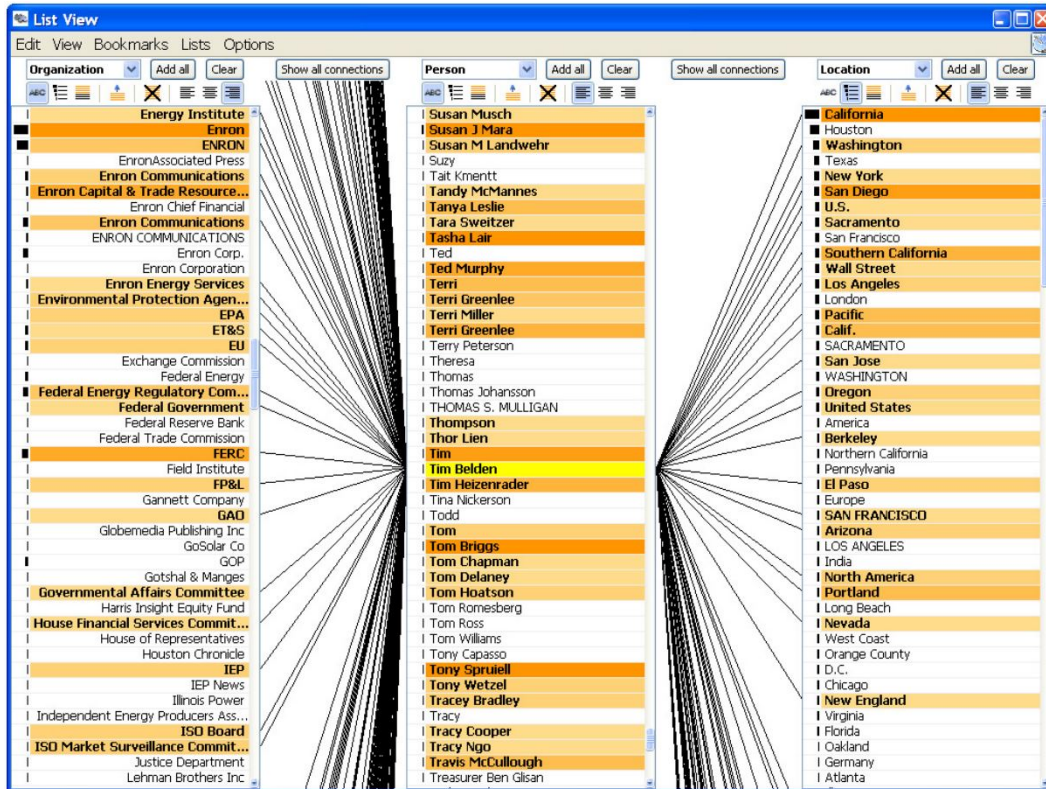 List View
Edit View Bookmarks Lists Options
Organization Add all Clear Show all connections Person Add all Clear Show all connections Location Add all Clear
ABC ABC ABC
Energy Institute
Enron
ENRON
EnronAssociated Press
Enron Communications
Enron Capital & Trade Resource...
Enron Chief Financial
Enron Communications
ENRON COMMUNICATIONS
Enron Corp.
Enron Corporation
Enron Energy Services
Environmental Protection Agen...
EPA
ET&S
EU
Exchange Commission
Federal Energy
Federal Energy Regulatory Com...
Federal Government
Federal Reserve Bank
Federal Trade Commission
FERC
Field Institute
FP&L
Gannett Company
GAO
Globemedia Publishing Inc
GoSolar Co
GOP
Gotshal & Manges
Governmental Affairs Committee
Harris Insight Equity Fund
House Financial Services Commit...
House of Representatives
Houston Chronicle
IEP
IEP News
Illinois Power
Independent Energy Producers Ass...
ISO Board
ISO Market Surveillance Commit...
Justice Department
Lehman Brothers Inc
Susan Musch
Susan J Mara
Susan M Landwehr
Suzy
Tait Kmentt
Tandy McMannes
Tanya Leslie
Tara Sweitzer
Tasha Lair
Ted
Ted Murphy
Terri
Terri Greenlee
Terri Miller
Terri Greenlee
Terry Peterson
Theresa
Thomas
Thomas Johansson
THOMAS S. MULLIGAN
Thompson
Thor Lien
Tim
Tim Belden
Tim Heizenrader
Tina Nickerson
Todd
Tom
Tom Briggs
Tom Chapman
Tom Delaney
Tom Hoatson
Tom Romesberg
Tom Ross
Tom Williams
Tony Capasso
Tony Spruiell
Tony Wetzel
Tracey Bradley
Tracy
Tracy Cooper
Tracy Ngo
Travis McCullough
Treasurer Ben Glisan
California
Houston
Washington
Texas
New York
San Diego
U.S.
Sacramento
San Francisco
Southern California
Wall Street
Los Angeles
London
Pacific
Calif.
SACRAMENTO
San Jose
WASHINGTON
Oregon
United States
America
Berkeley
Northern California
Pennsylvania
El Paso
Europe
SAN FRANCISCO
Arizona
LOS ANGELES
India
North America
Portland
Long Beach
Nevada
West Coast
Orange County
D.C.
Chicago
New England
Virginia
Florida
Oakland
Germany
Atlanta